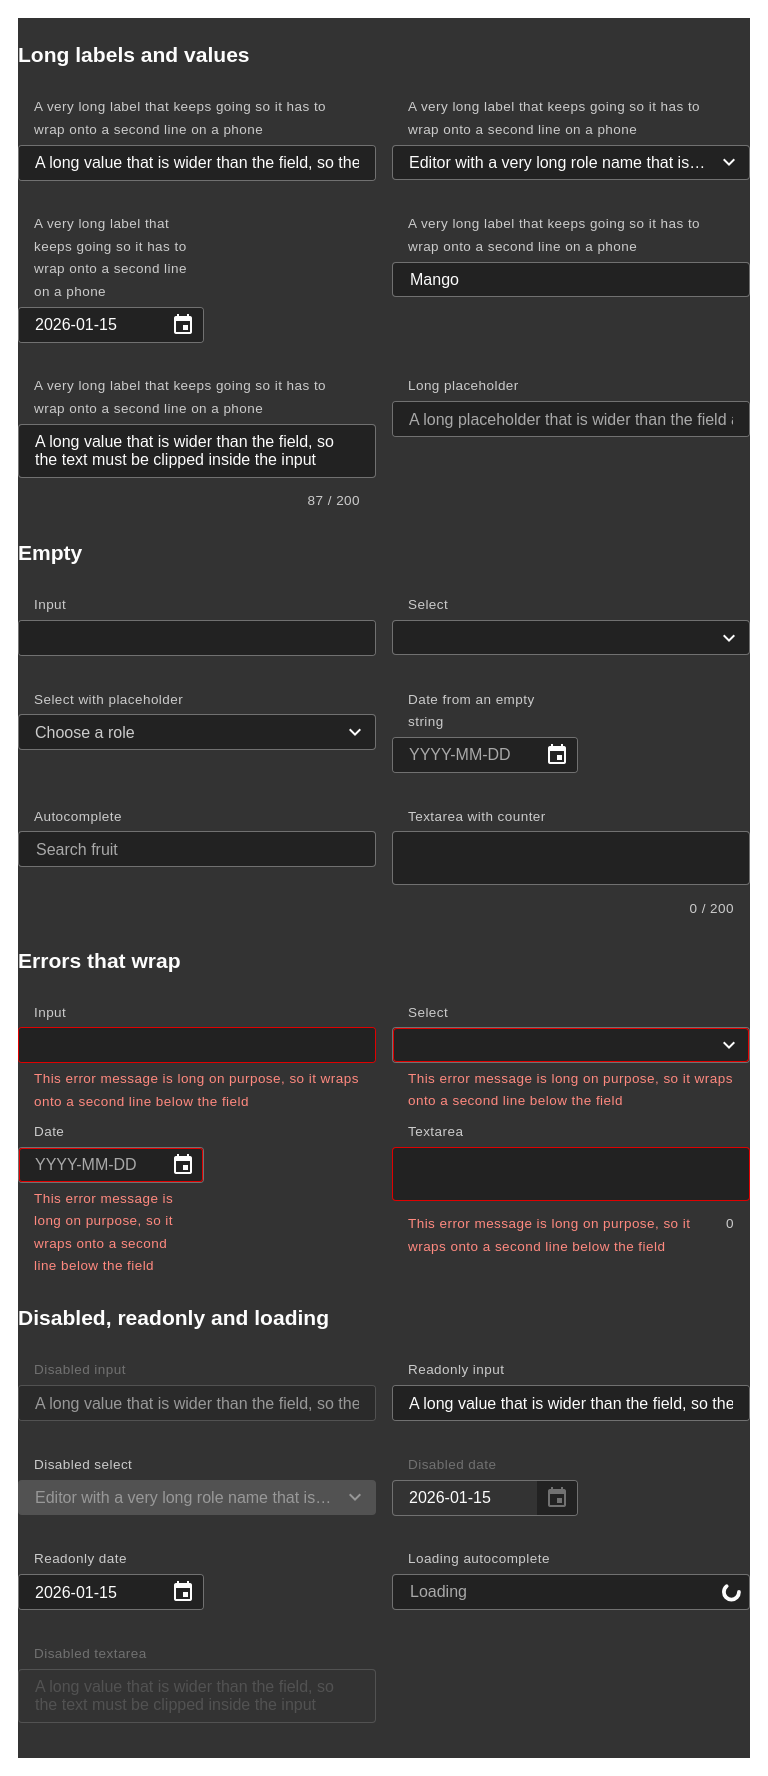 Long labels and values
A very long label that keeps going so it has to
wrap onto a second line on a phone
A long value that is wider than the field, so the
A very long label that keeps going so it has to
wrap onto a second line on a phone
Editor with a very long role name that is…
A very long label that
keeps going so it has to
wrap onto a second line
on a phone
2026-01-15
A very long label that keeps going so it has to
wrap onto a second line on a phone
Mango
A very long label that keeps going so it has to
wrap onto a second line on a phone
A long value that is wider than the field, so
the text must be clipped inside the input
87 / 200
Long placeholder
A long placeholder that is wider than the field
Empty
Input
Select
Select with placeholder
Choose a role
Date from an empty
string
YYYY-MM-DD
Autocomplete
Search fruit
Textarea with counter
0 / 200
Errors that wrap
Input
This error message is long on purpose, so it wraps
onto a second line below the field
Select
This error message is long on purpose, so it wraps
onto a second line below the field
Date
YYYY-MM-DD
This error message is
long on purpose, so it
wraps onto a second
line below the field
Textarea
This error message is long on purpose, so it
wraps onto a second line below the field
0
Disabled, readonly and loading
Disabled input
A long value that is wider than the field, so the
Readonly input
A long value that is wider than the field, so the
Disabled select
Editor with a very long role name that is…
Disabled date
2026-01-15
Readonly date
2026-01-15
Loading autocomplete
Loading
Disabled textarea
A long value that is wider than the field, so
the text must be clipped inside the input